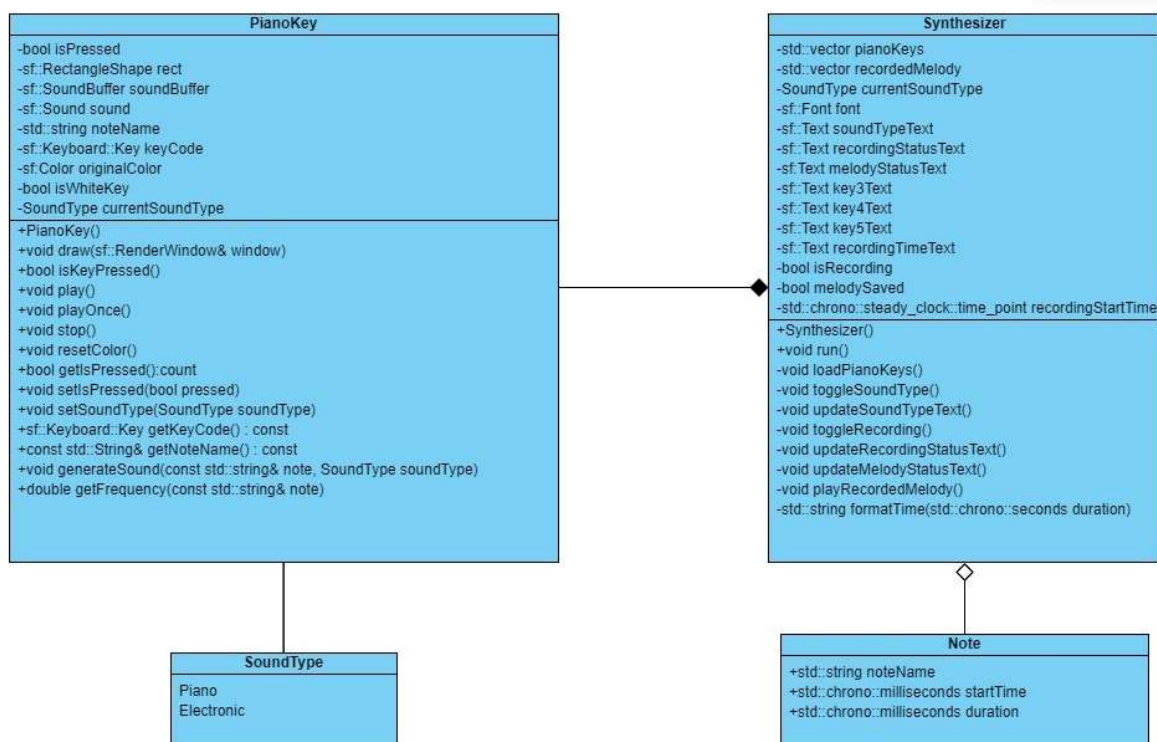 PianoKey
-bool isPressed
-sf::RectangleShape rect
-sf::SoundBuffer soundBuffer
-sf::Sound sound
-std::string noteName
-sf::Keyboard::Key keyCode
-sf:Color originalColor
-bool isWhiteKey
-SoundType currentSoundType
+PianoKey()
+void draw(sf::RenderWindow& window)
+bool isKeyPressed()
+void play()
+void playOnce()
+void stop()
+void resetColor()
+bool getIsPressed():count
+void setIsPressed(bool pressed)
+void setSoundType(SoundType soundType)
+sf::Keyboard::Key getKeyCode() : const
+const std::String& getNoteName() : const
+void generateSound(const std::string& note, SoundType soundType)
+double getFrequency(const std::string& note)
Synthesizer
-std::vector pianoKeys
-std::vector recordedMelody
-SoundType currentSoundType
-sf::Font font
-sf::Text soundTypeText
-sf::Text recordingStatusText
-sf:Text melodyStatusText
-sf::Text key3Text
-sf::Text key4Text
-sf::Text key5Text
-sf::Text recordingTimeText
-bool isRecording
-bool melodySaved
-std::chrono::steady_clock::time_point recordingStartTime
+Synthesizer()
+void run()
-void loadPianoKeys()
-void toggleSoundType()
-void updateSoundTypeText()
-void toggleRecording()
-void updateRecordingStatusText()
-void updateMelodyStatusText()
-void playRecordedMelody()
-std::string formatTime(std::chrono::seconds duration)
SoundType
Piano
Electronic
Note
+std::string noteName
+std::chrono::milliseconds startTime
+std::chrono::milliseconds duration